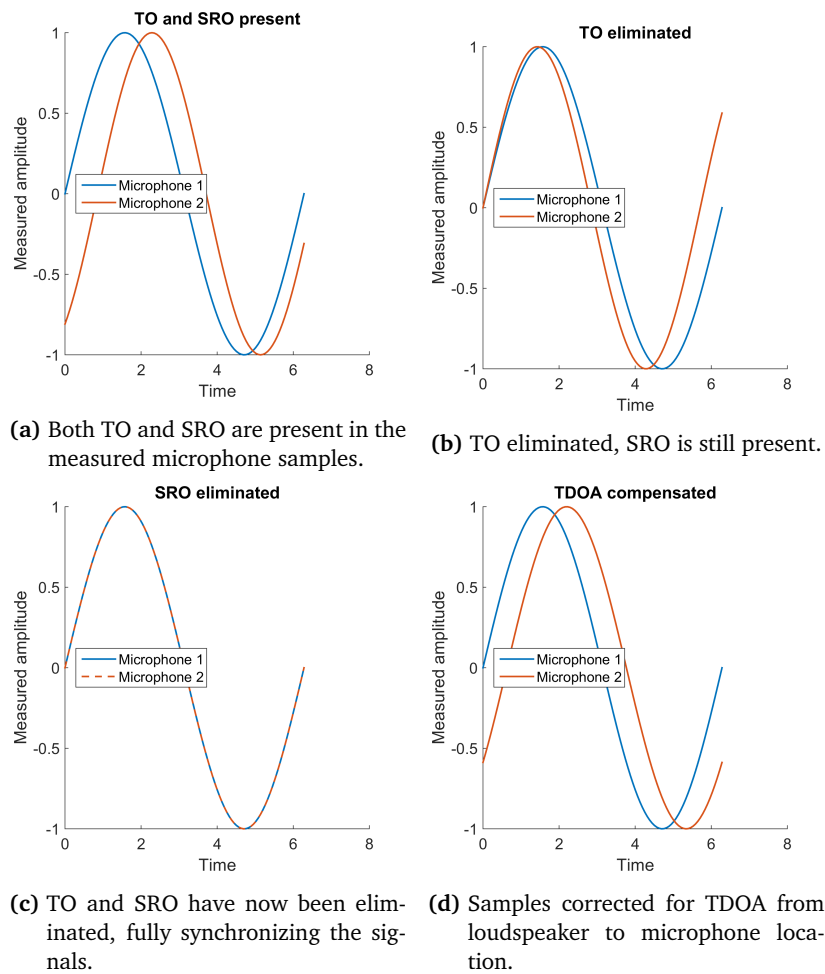 TO and SRO present
1
0.5
0
-0.5
-1
Measured amplitude
Microphone 1
Microphone 2
0 2 4 6 8
Time
(a) Both TO and SRO are present in the
measured microphone samples.
TO eliminated
1
0.5
0
-0.5
-1
Measured amplitude
Microphone 1
Microphone 2
0 2 4 6 8
Time
(b) TO eliminated, SRO is still present.
SRO eliminated
1
0.5
0
-0.5
-1
Measured amplitude
Microphone 1
Microphone 2
0 2 4 6 8
Time
(c) TO and SRO have now been elim-
inated, fully synchronizing the sig-
nals.
TDOA compensated
1
0.5
0
-0.5
-1
Measured amplitude
Microphone 1
Microphone 2
0 2 4 6 8
Time
(d) Samples corrected for TDOA from
loudspeaker to microphone loca-
tion.